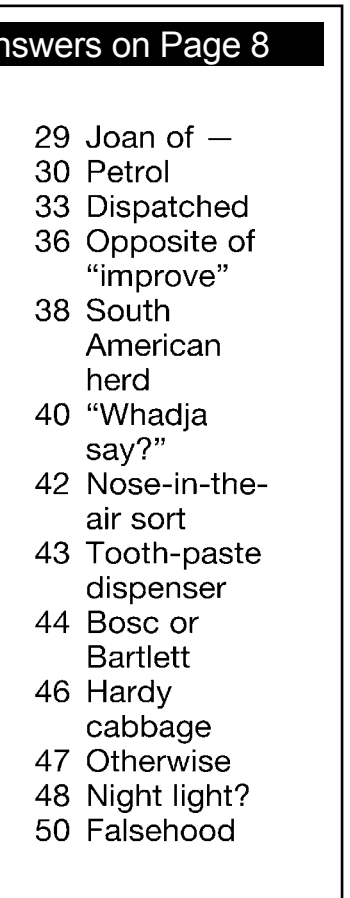 nswers on Page 8
29 Joan of —
30 Petrol
33 Dispatched
36 Opposite of
“improve”
38 South
American
herd
40 “Whadja
say?”
42 Nose-in-the-
air sort
43 Tooth-paste
dispenser
44 Bosc or
Bartlett
46 Hardy
cabbage
47 Otherwise
48 Night light?
50 Falsehood